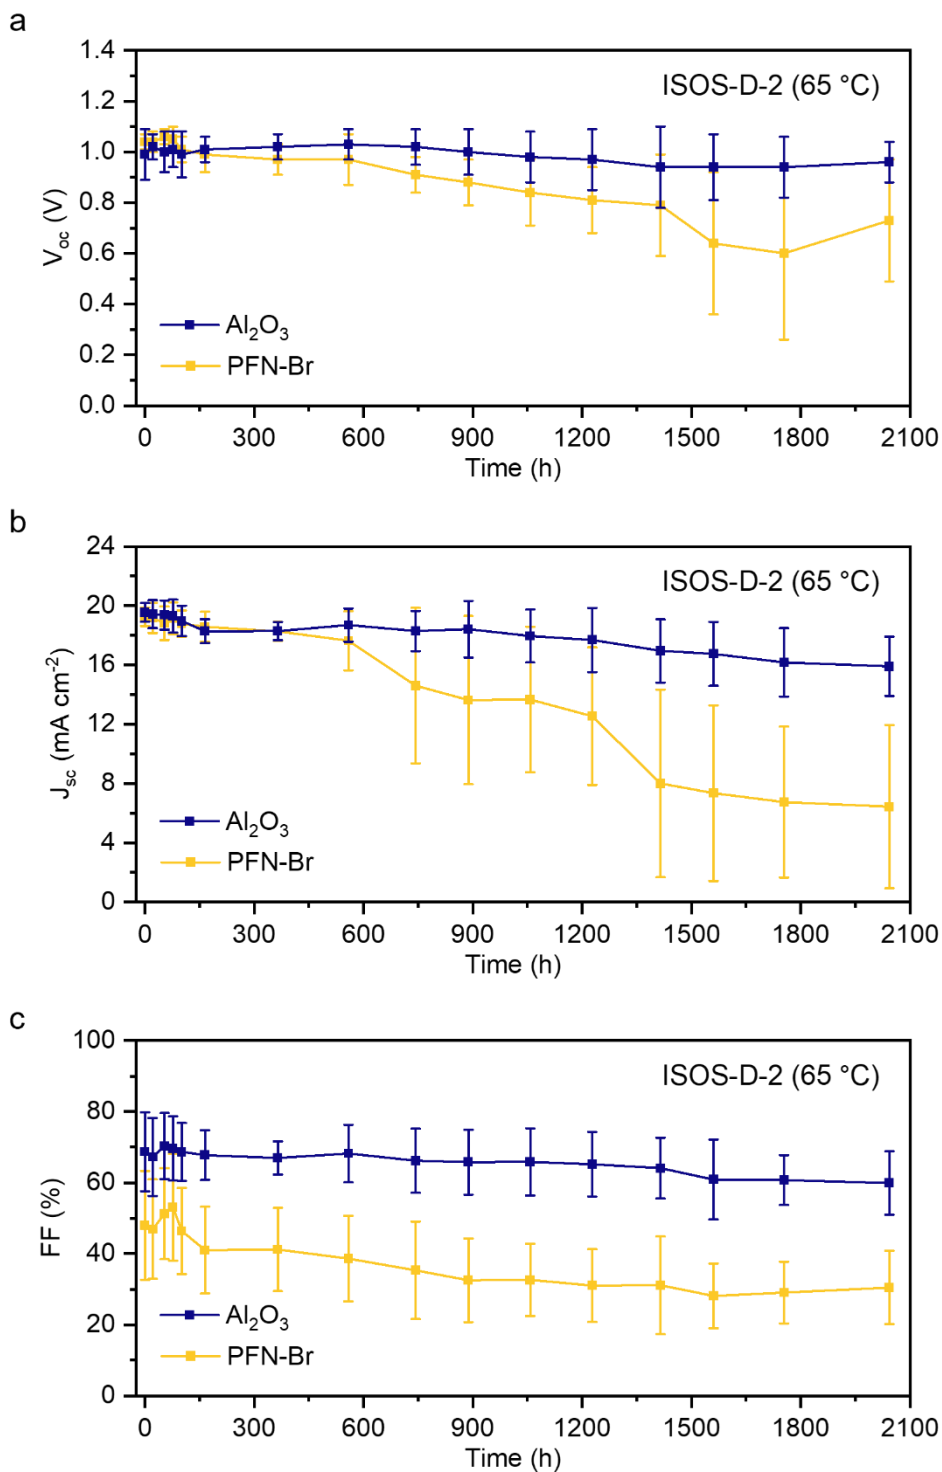 a
1.4
1.2
1.0
0.8
0.6
0.4
0.2
0.0
V_oc (V)
ISOS-D-2 (65 °C)
Al₂O₃
PFN-Br
0 300 600 900 1200 1500 1800 2100
Time (h)
b
24
20
16
12
8
4
0
J_sc (mA cm⁻²)
ISOS-D-2 (65 °C)
Al₂O₃
PFN-Br
0 300 600 900 1200 1500 1800 2100
Time (h)
c
100
80
60
40
20
0
FF (%)
ISOS-D-2 (65 °C)
Al₂O₃
PFN-Br
0 300 600 900 1200 1500 1800 2100
Time (h)